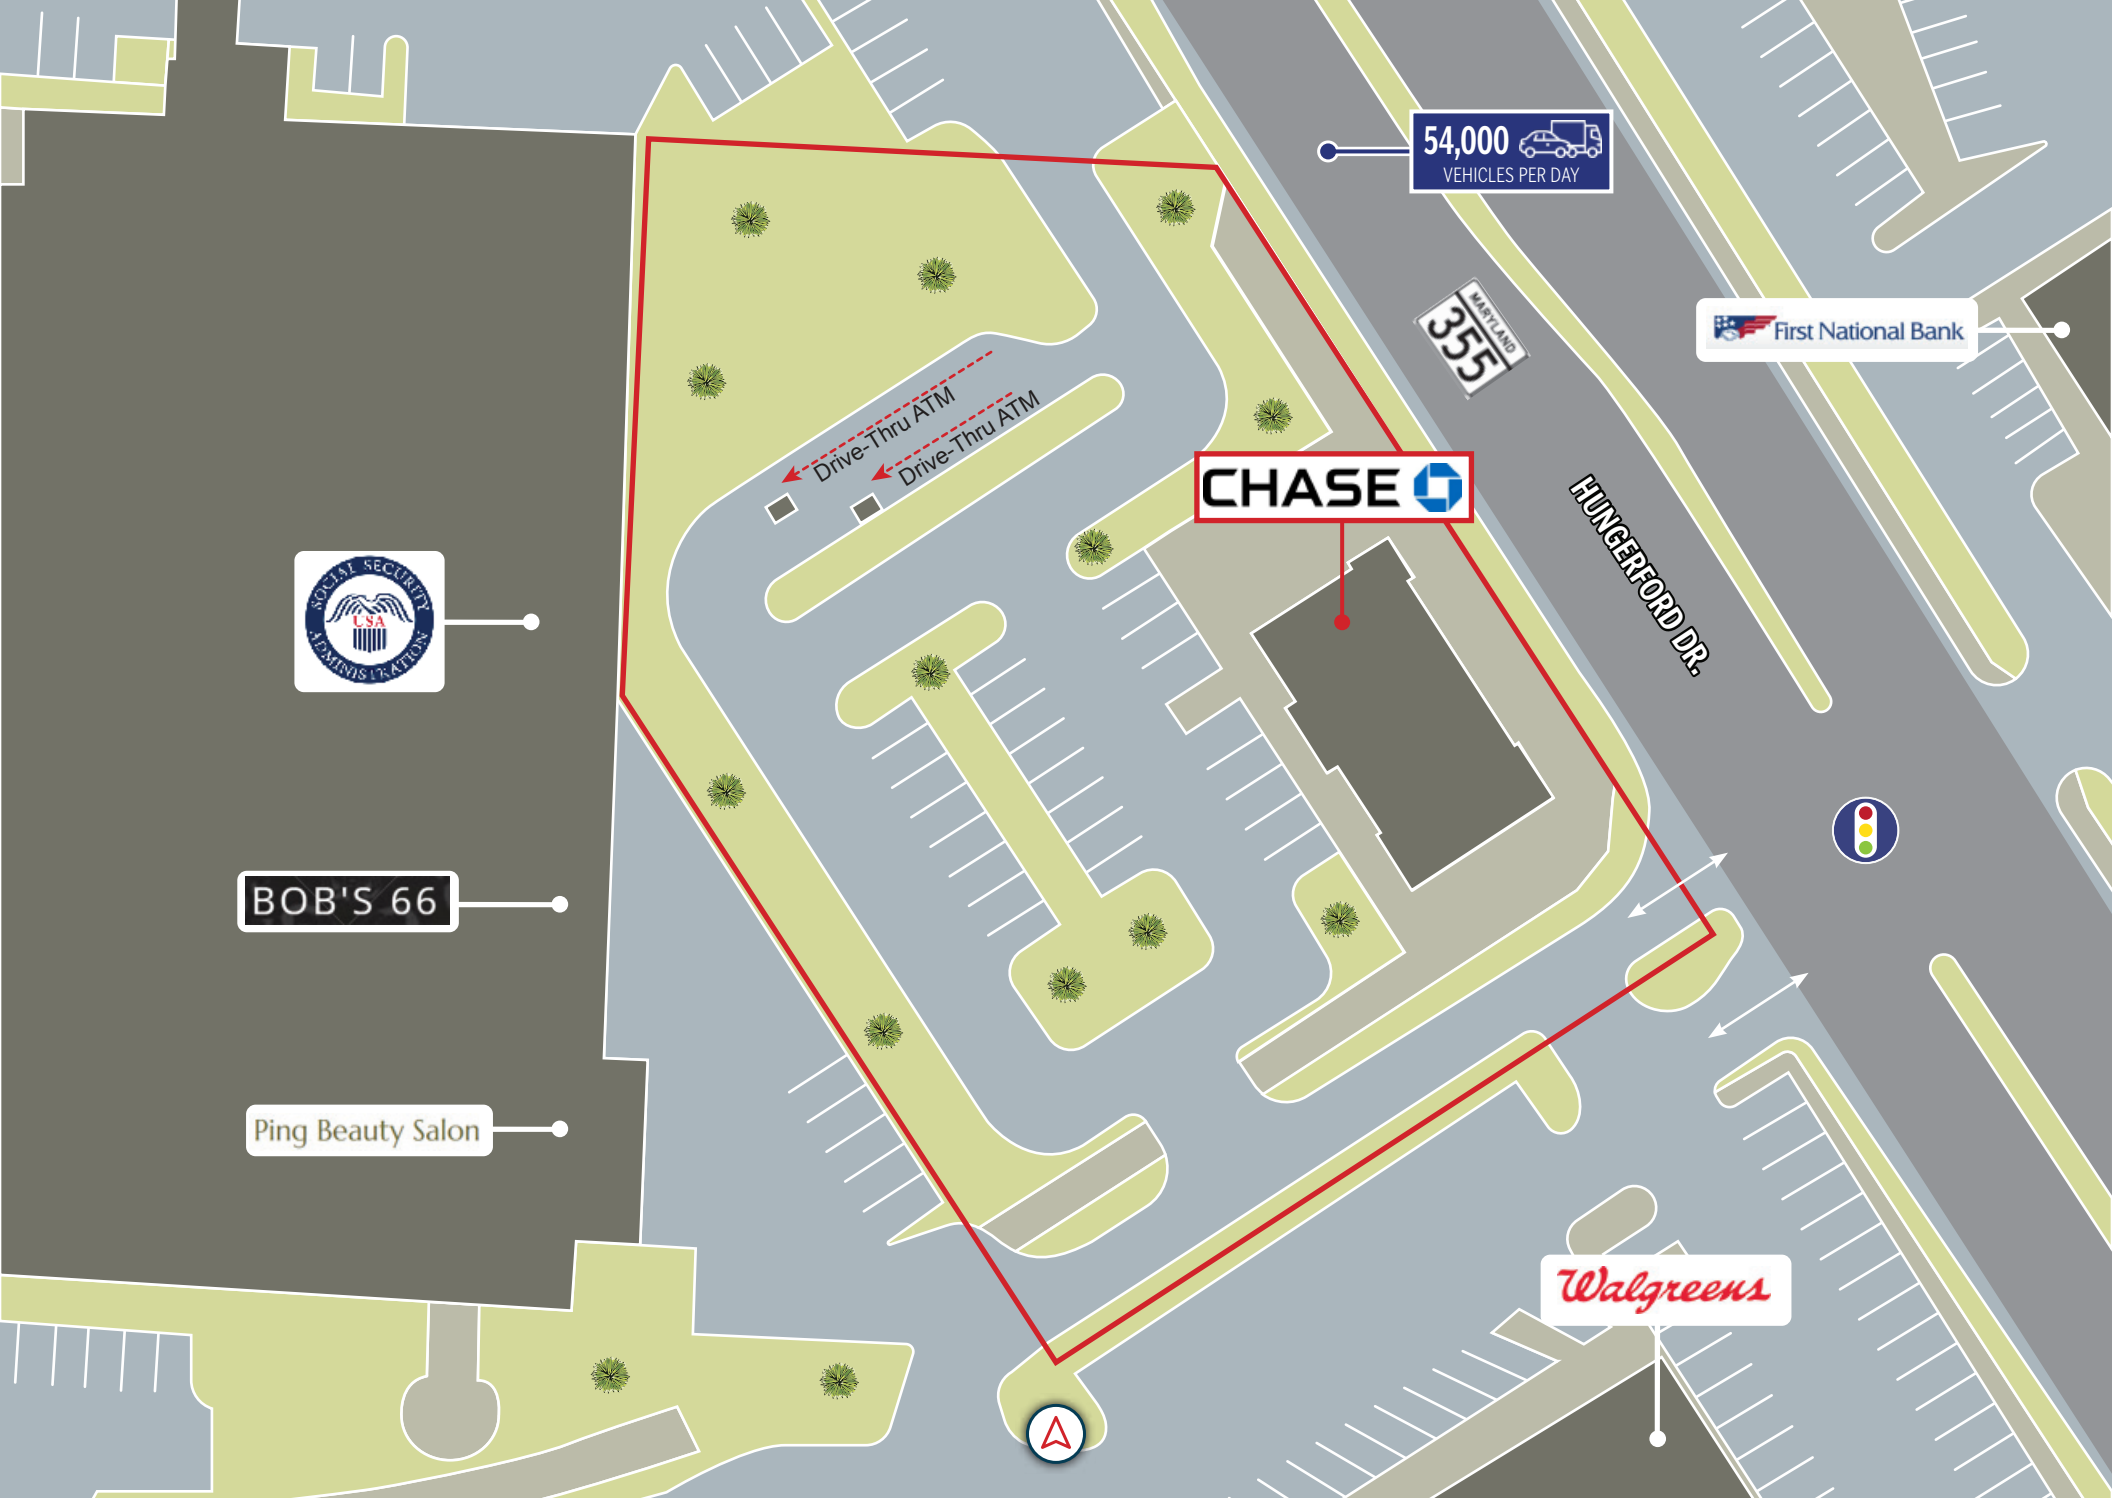 54,000
VEHICLES PER DAY
MARYLAND
355
First National Bank
Drive-Thru ATM
Drive-Thru ATM
CHASE
HUNGERFORD DR.
SOCIAL SECURITY
USA
ADMINISTRATION
BOB'S 66
Ping Beauty Salon
Walgreens